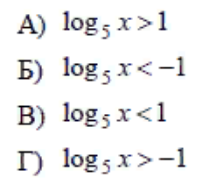 А) log₅ x > 1
Б) log₅ x < −1
В) log₅ x < 1
Г) log₅ x > −1